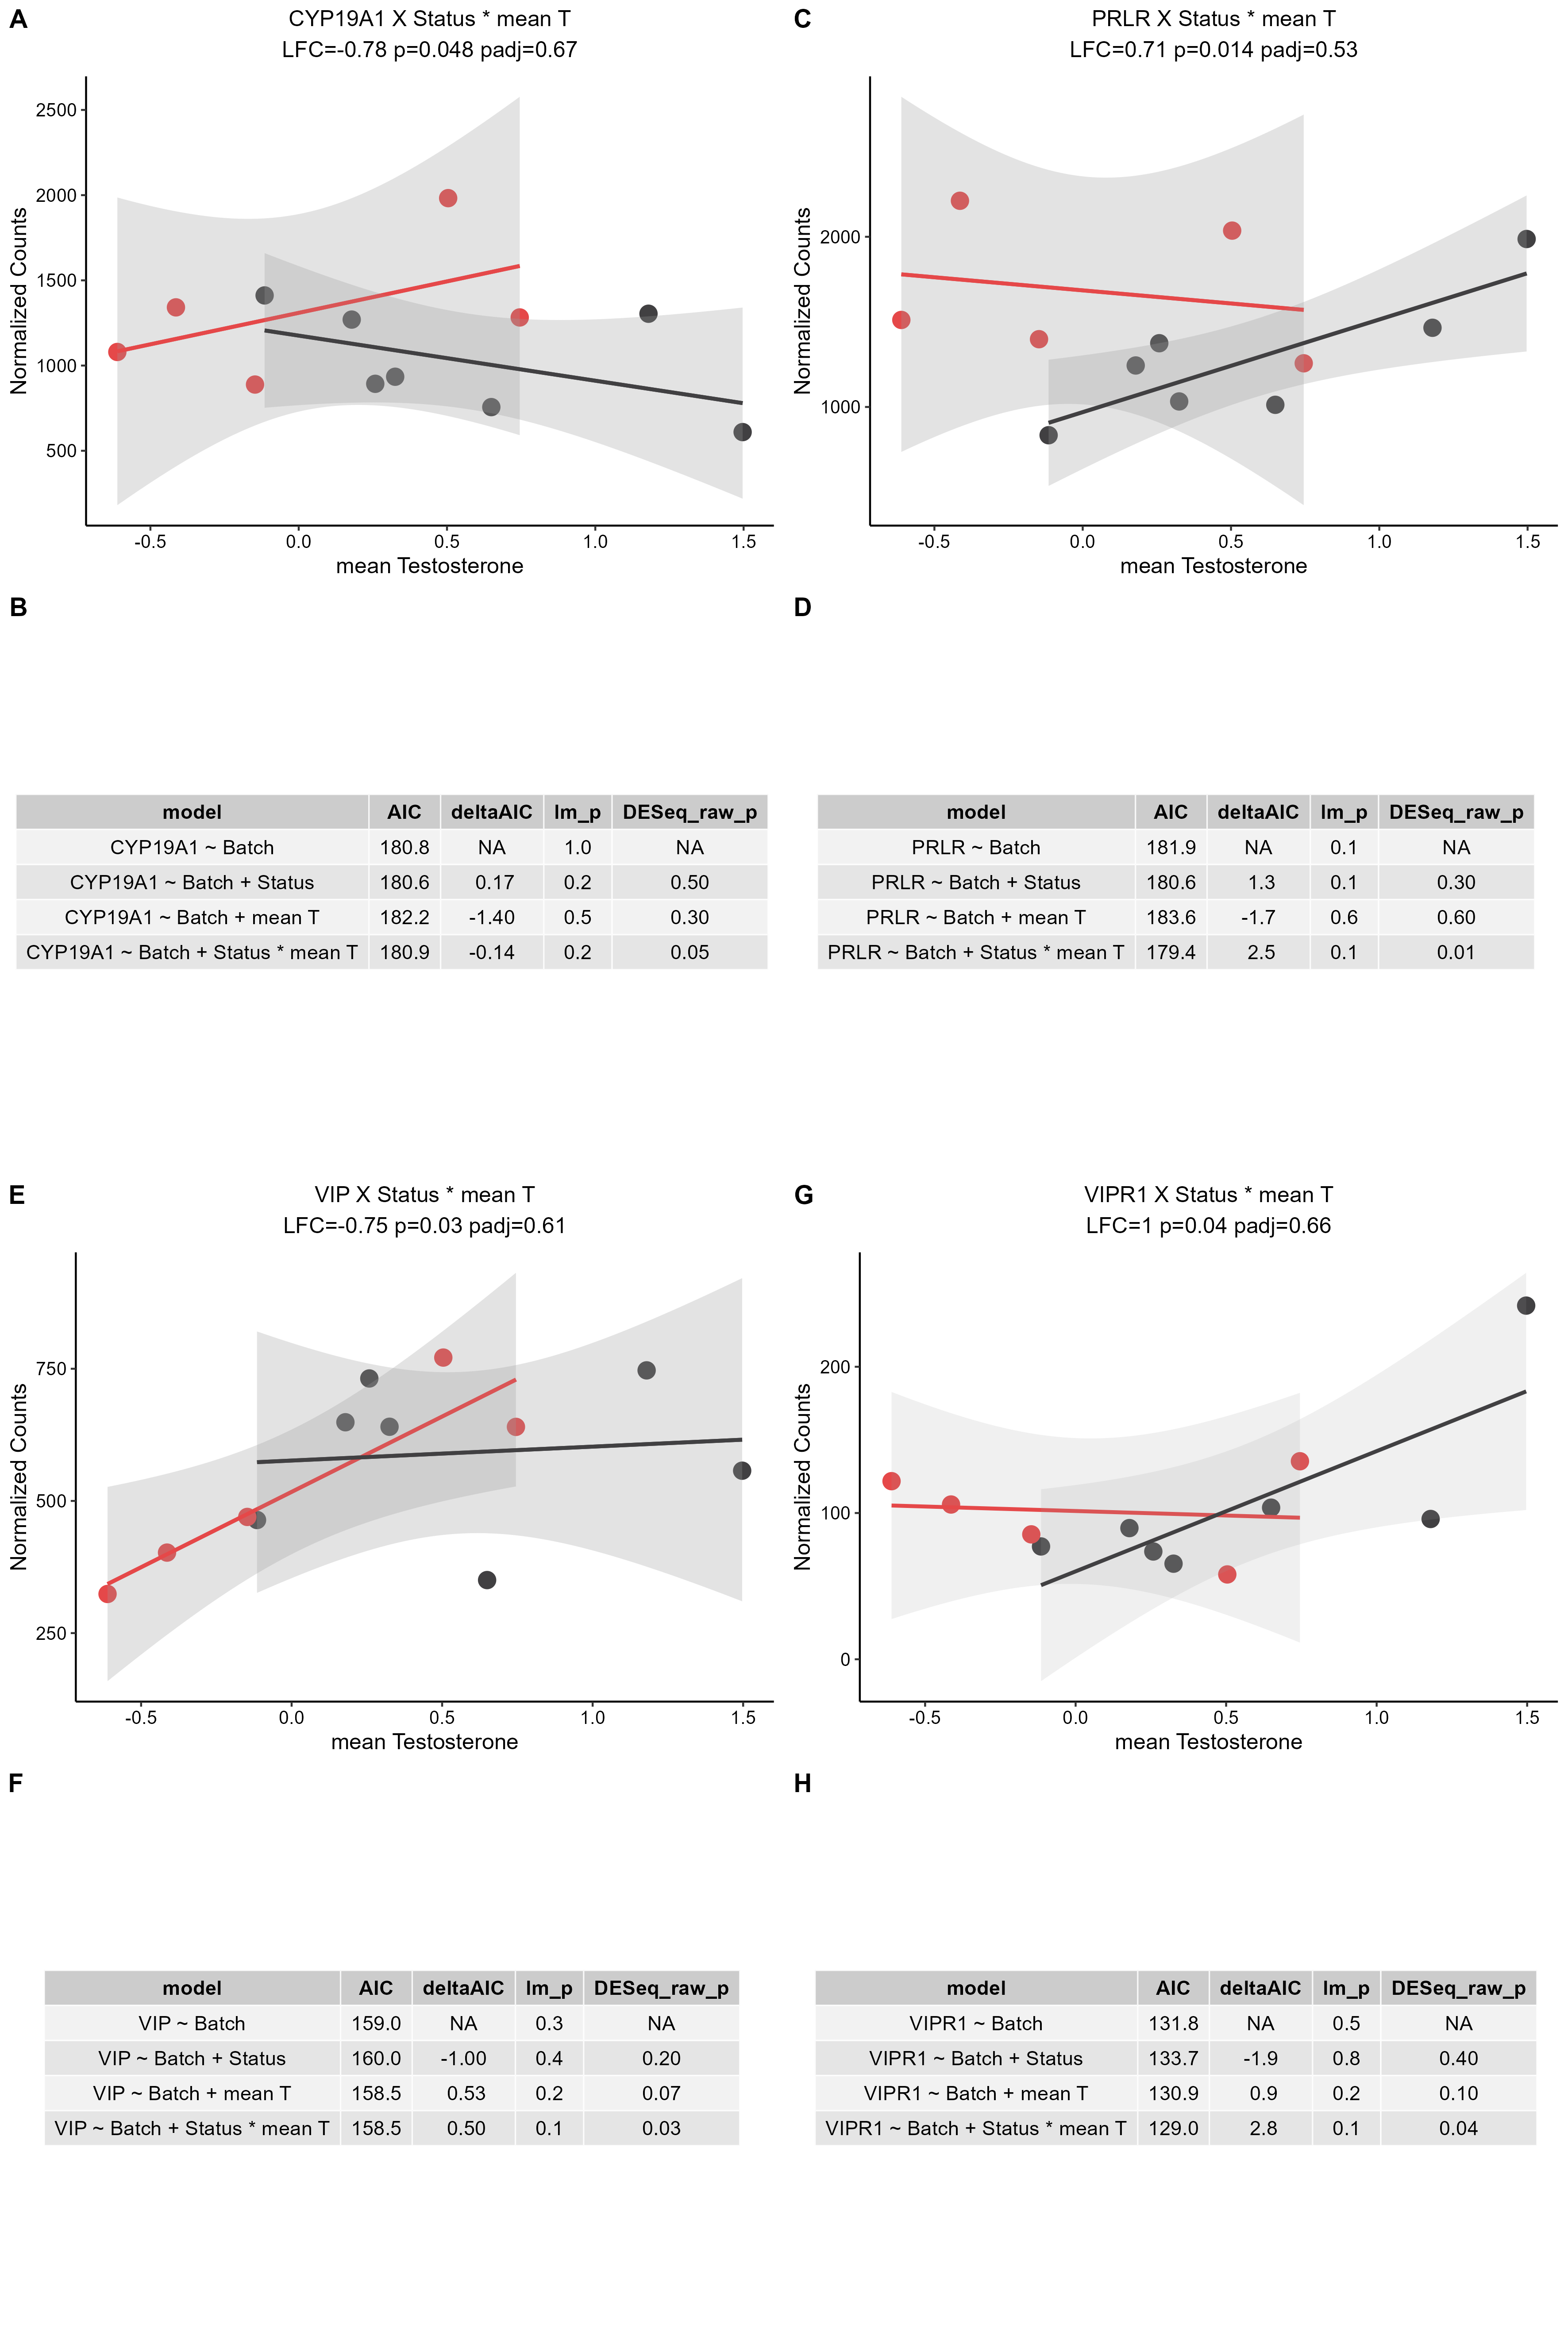 A
CYP19A1 X Status * mean T
LFC=-0.78 p=0.048 padj=0.67
Normalized Counts
2500
2000
1500
1000
500
-0.5 0.0 0.5 1.0 1.5
mean Testosterone
C
PRLR X Status * mean T
LFC=0.71 p=0.014 padj=0.53
Normalized Counts
2000
1000
-0.5 0.0 0.5 1.0 1.5
mean Testosterone
B
model AIC deltaAIC lm_p DESeq_raw_p
CYP19A1 ~ Batch 180.8 NA 1.0 NA
CYP19A1 ~ Batch + Status 180.6 0.17 0.2 0.50
CYP19A1 ~ Batch + mean T 182.2 -1.40 0.5 0.30
CYP19A1 ~ Batch + Status * mean T 180.9 -0.14 0.2 0.05
D
model AIC deltaAIC lm_p DESeq_raw_p
PRLR ~ Batch 181.9 NA 0.1 NA
PRLR ~ Batch + Status 180.6 1.3 0.1 0.30
PRLR ~ Batch + mean T 183.6 -1.7 0.6 0.60
PRLR ~ Batch + Status * mean T 179.4 2.5 0.1 0.01
E
VIP X Status * mean T
LFC=-0.75 p=0.03 padj=0.61
Normalized Counts
750
500
250
-0.5 0.0 0.5 1.0 1.5
mean Testosterone
G
VIPR1 X Status * mean T
LFC=1 p=0.04 padj=0.66
Normalized Counts
200
100
0
-0.5 0.0 0.5 1.0 1.5
mean Testosterone
F
model AIC deltaAIC lm_p DESeq_raw_p
VIP ~ Batch 159.0 NA 0.3 NA
VIP ~ Batch + Status 160.0 -1.00 0.4 0.20
VIP ~ Batch + mean T 158.5 0.53 0.2 0.07
VIP ~ Batch + Status * mean T 158.5 0.50 0.1 0.03
H
model AIC deltaAIC lm_p DESeq_raw_p
VIPR1 ~ Batch 131.8 NA 0.5 NA
VIPR1 ~ Batch + Status 133.7 -1.9 0.8 0.40
VIPR1 ~ Batch + mean T 130.9 0.9 0.2 0.10
VIPR1 ~ Batch + Status * mean T 129.0 2.8 0.1 0.04